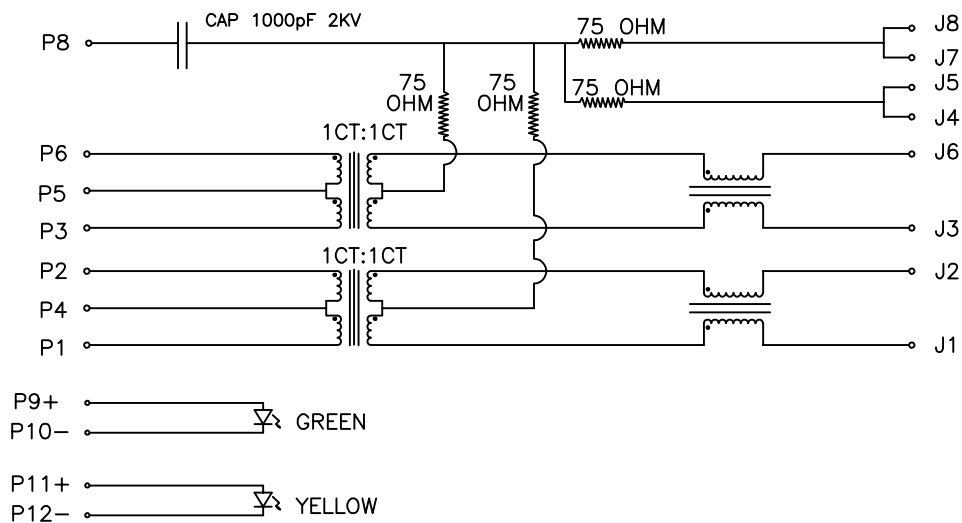 CAP 1000pF 2KV
P8
75 OHM
J8
J7
75
OHM
75
OHM
75 OHM
J5
J4
1CT:1CT
P6
J6
P5
P3
J3
1CT:1CT
P2
J2
P4
P1
J1
P9+
GREEN
P10-
P11+
YELLOW
P12-